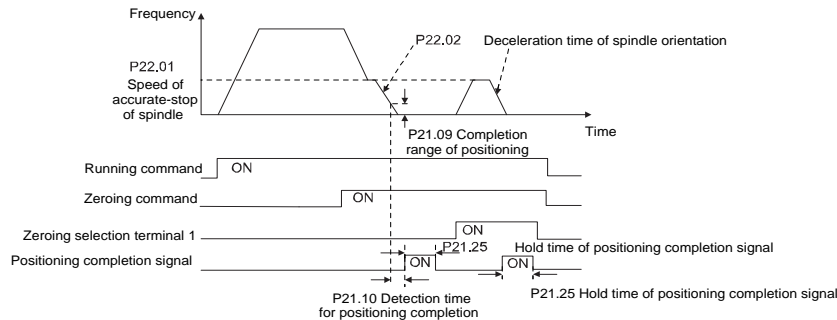 Frequency
P22.02
Deceleration time of spindle orientation
P22.01
Speed of
accurate-stop
of spindle
Time
P21.09 Completion
range of positioning
Running command
ON
Zeroing command
ON
Zeroing selection terminal 1
ON
P21.25
Hold time of positioning completion signal
Positioning completion signal
ON
ON
P21.10 Detection time
for positioning completion
P21.25 Hold time of positioning completion signal